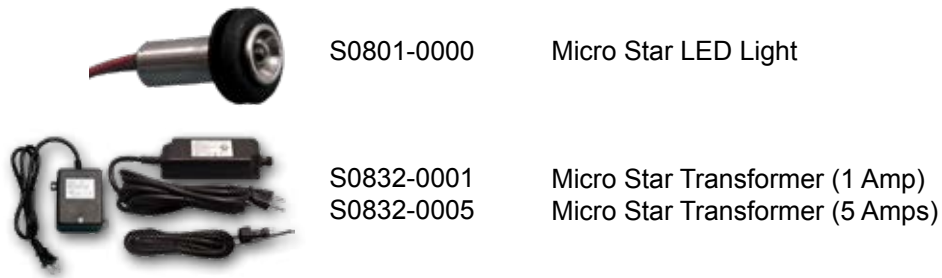 S0801-0000 Micro Star LED Light
S0832-0001 Micro Star Transformer (1 Amp)
S0832-0005 Micro Star Transformer (5 Amps)